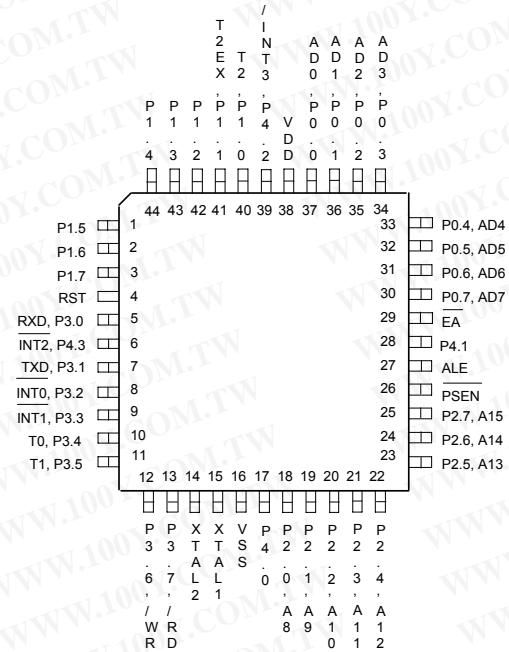 T2EX, P1.1
T2, P1.0
/INT3, P4.2
AD0, P0.0
AD1, P0.1
AD2, P0.2
AD3, P0.3
P1.4
P1.3
P1.2
VDD
44 43 42 41 40 39 38 37 36 35 34
P1.5 1
P1.6 2
P1.7 3
RST 4
RXD, P3.0 5
INT2, P4.3 6
TXD, P3.1 7
INT0, P3.2 8
INT1, P3.3 9
T0, P3.4 10
T1, P3.5 11
33 P0.4, AD4
32 P0.5, AD5
31 P0.6, AD6
30 P0.7, AD7
29 EA
28 P4.1
27 ALE
26 PSEN
25 P2.7, A15
24 P2.6, A14
23 P2.5, A13
12 13 14 15 16 17 18 19 20 21 22
P3.6, /WR
P3.7, /RD
XTAL2
XTAL1
VSS
P4.0
P2.0, A8
P2.1, A9
P2.2, A10
P2.3, A11
P2.4, A12
WWW.100Y.COM.TW